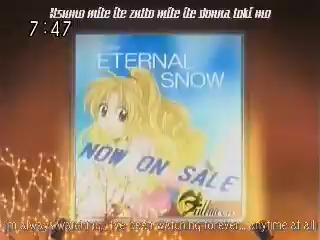 Itsumo mite ite zutto mite ite donna toki mo
7:47
ETERNAL
SNOW
NOW ON SALE
I'm always watching, I've been watching forever... anytime at all